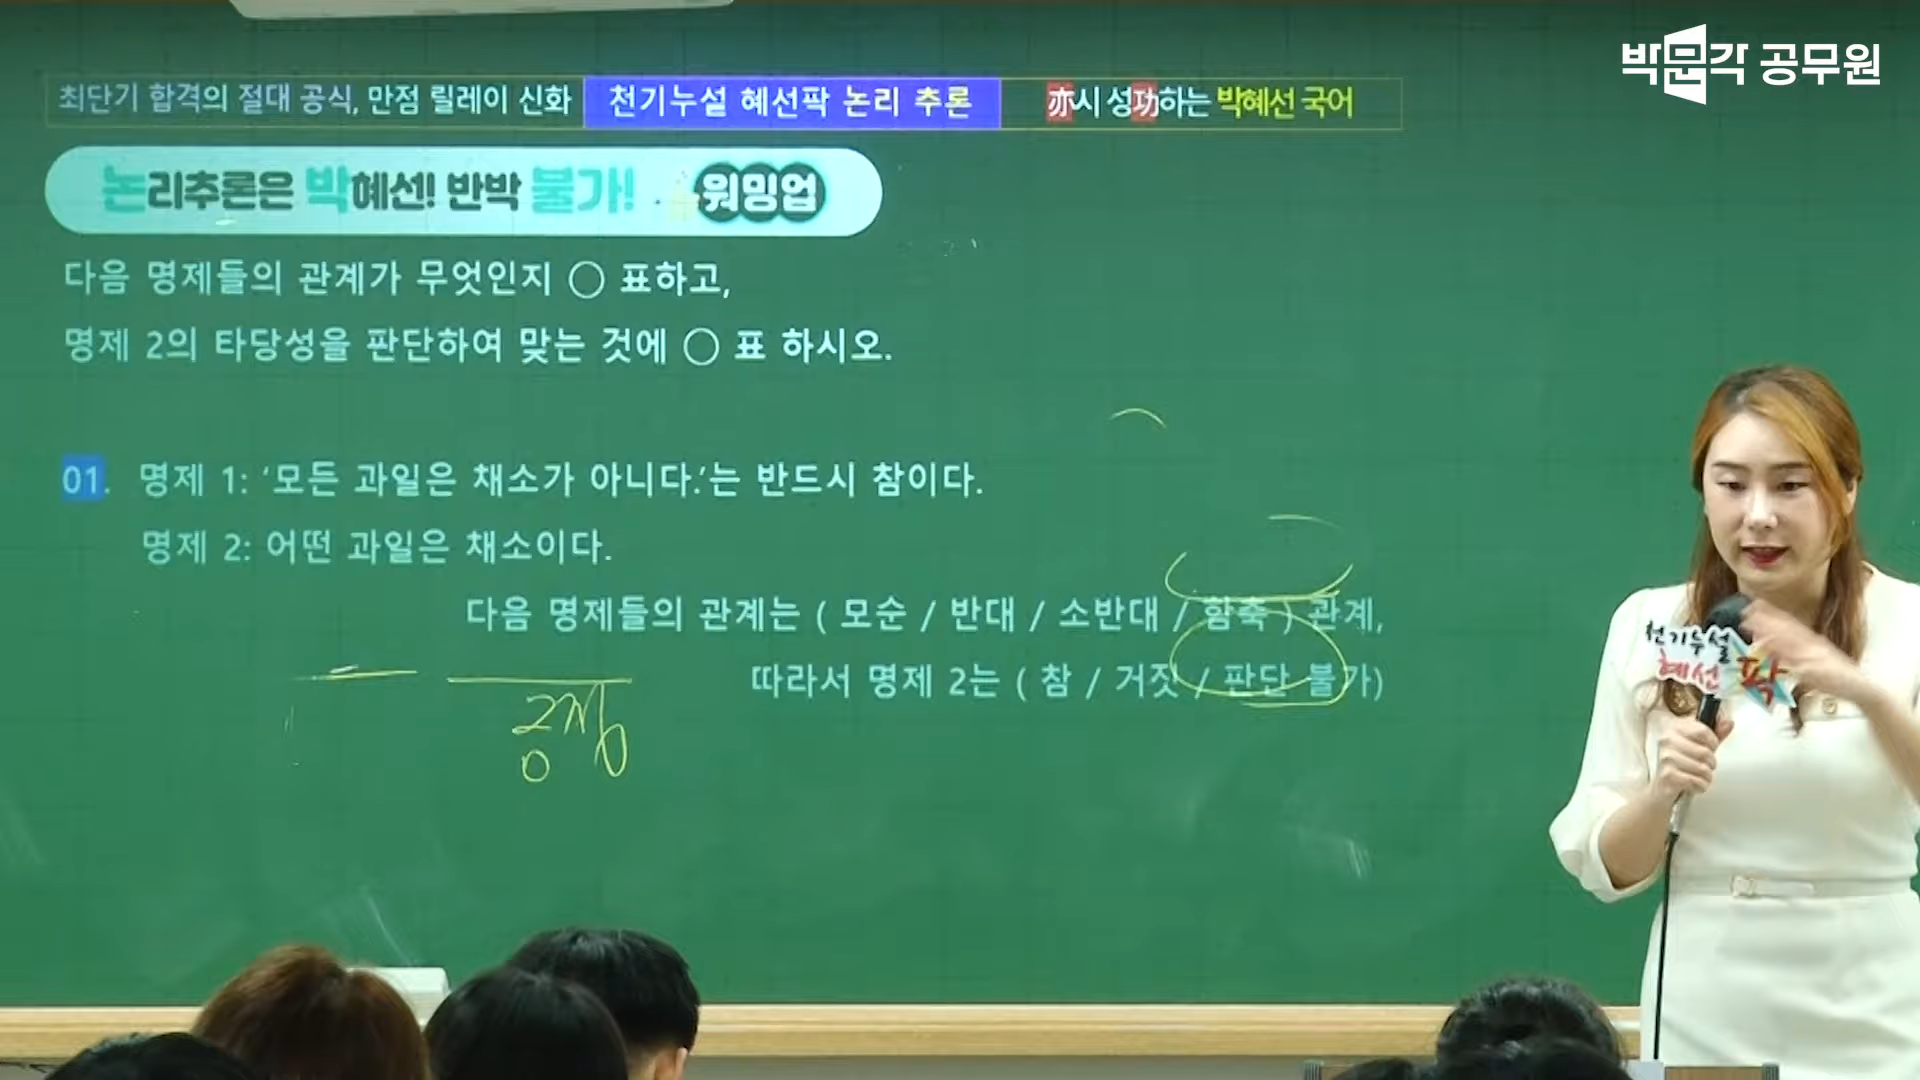 박문각 공무원
최단기 합격의 절대 공식, 만점 릴레이 신화 천기누설 혜선팍 논리 추론 亦시 성功하는 박혜선 국어
논리추론은 박혜선! 반박 불가! 워밍업
다음 명제들의 관계가 무엇인지 ○ 표하고,
명제 2의 타당성을 판단하여 맞는 것에 ○ 표 하시오.
01. 명제 1: ‘모든 과일은 채소가 아니다.’는 반드시 참이다.
명제 2: 어떤 과일은 채소이다.
다음 명제들의 관계는 ( 모순 / 반대 / 소반대 / 함축 ) 관계,
따라서 명제 2는 ( 참 / 거짓 / 판단 불가)
천기누설
혜선팍